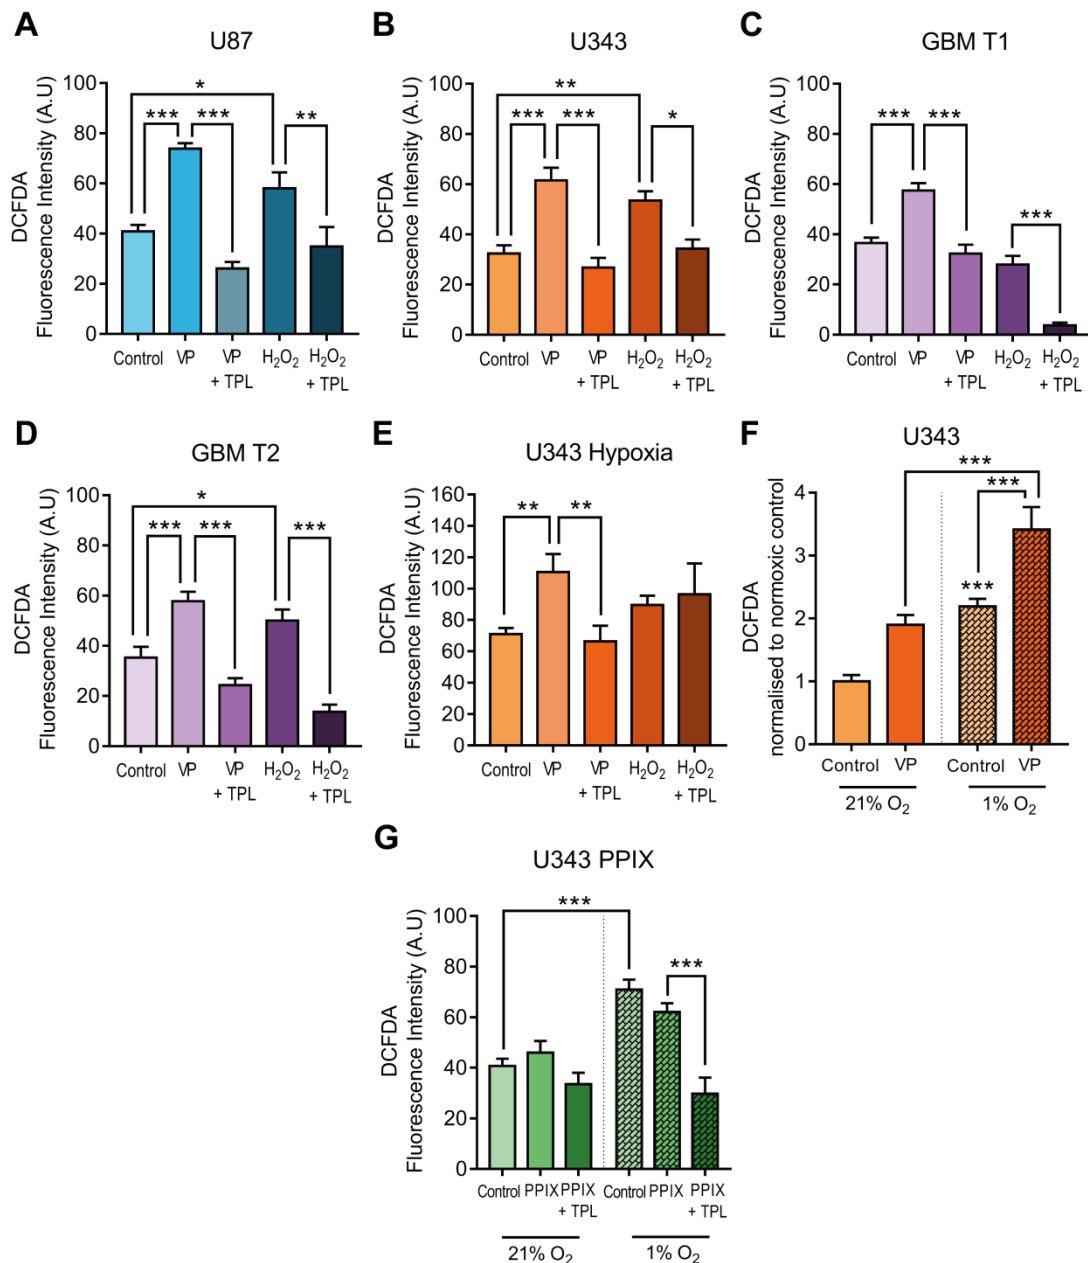 A
U87
DCFDA
Fluorescence Intensity (A.U)
100
80
60
40
20
0
*
***
***
**
Control
VP
VP
+ TPL
H₂O₂
H₂O₂
+ TPL
B
U343
DCFDA
Fluorescence Intensity (A.U)
100
80
60
40
20
0
**
***
***
*
Control
VP
VP
+ TPL
H₂O₂
H₂O₂
+ TPL
C
GBM T1
DCFDA
Fluorescence Intensity (A.U)
100
80
60
40
20
0
***
***
***
Control
VP
VP
+ TPL
H₂O₂
H₂O₂
+ TPL
D
GBM T2
DCFDA
Fluorescence Intensity (A.U)
100
80
60
40
20
0
*
***
***
***
Control
VP
VP
+ TPL
H₂O₂
H₂O₂
+ TPL
E
U343 Hypoxia
DCFDA
Fluorescence Intensity (A.U)
160
140
120
100
80
60
40
20
0
**
**
Control
VP
VP
+ TPL
H₂O₂
H₂O₂
+ TPL
F
U343
DCFDA
normalised to normoxic control
4
3
2
1
0
***
***
***
Control
VP
Control
VP
21% O₂
1% O₂
G
U343 PPIX
DCFDA
Fluorescence Intensity (A.U)
100
80
60
40
20
0
***
***
Control
PPIX
PPIX
+ TPL
Control
PPIX
PPIX
+ TPL
21% O₂
1% O₂